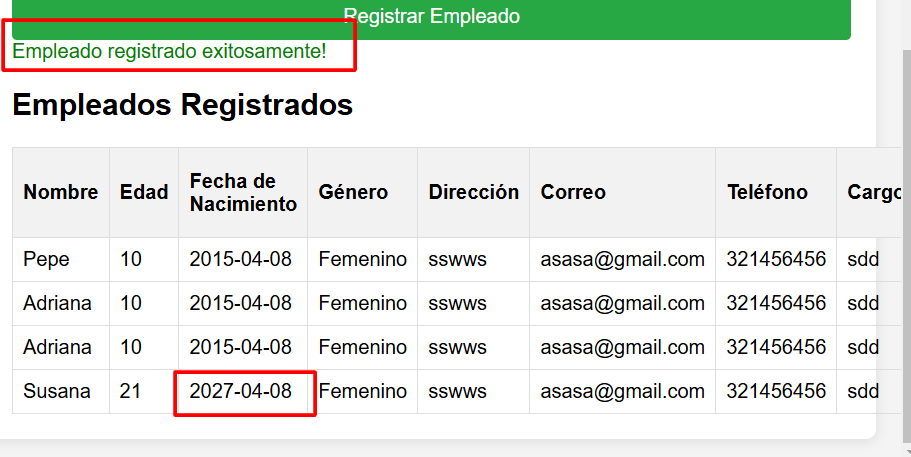 Registrar Empleado
Empleado registrado exitosamente!
Empleados Registrados
Nombre Edad Fecha de Nacimiento Género Dirección Correo Teléfono Cargo
Pepe 10 2015-04-08 Femenino sswws asasa@gmail.com 321456456 sdd
Adriana 10 2015-04-08 Femenino sswws asasa@gmail.com 321456456 sdd
Adriana 10 2015-04-08 Femenino sswws asasa@gmail.com 321456456 sdd
Susana 21 2027-04-08 Femenino sswws asasa@gmail.com 321456456 sdd